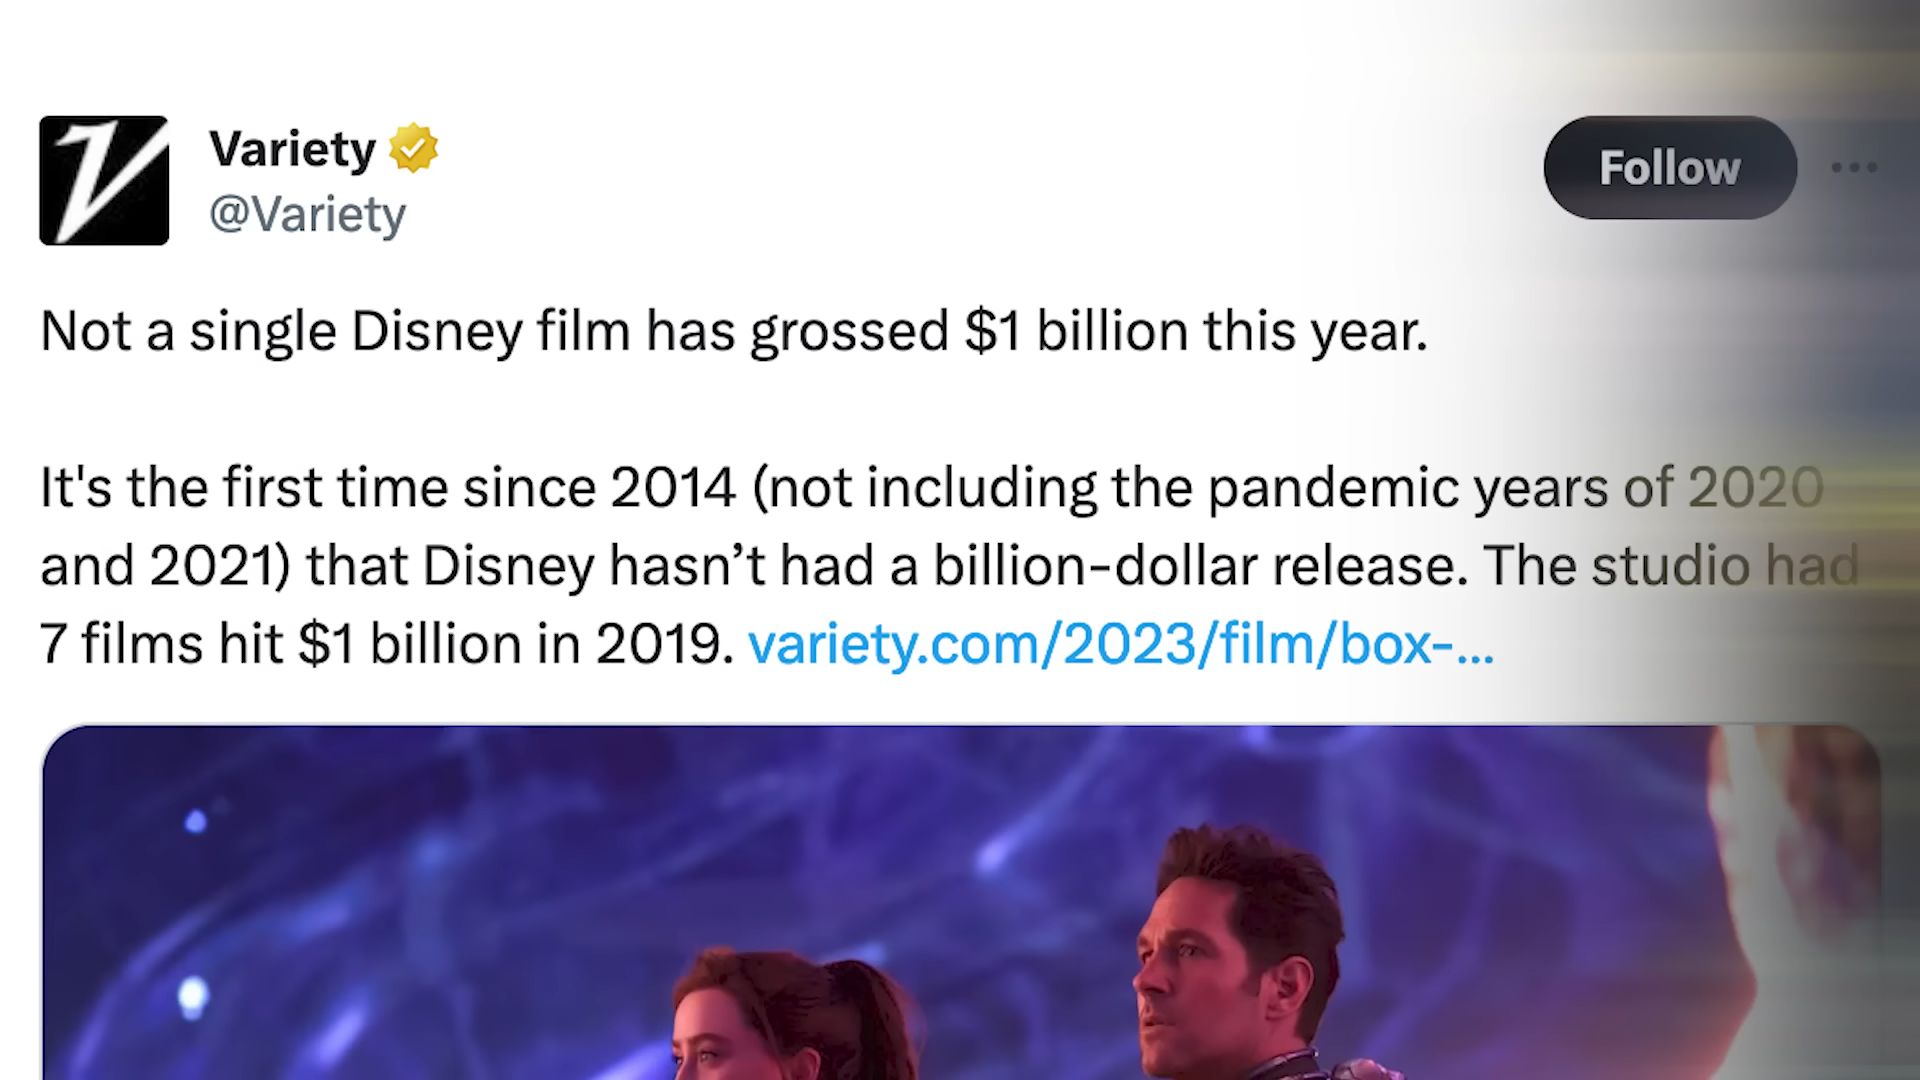 Variety
@Variety
Follow
Not a single Disney film has grossed $1 billion this year.
It's the first time since 2014 (not including the pandemic years of 2020
and 2021) that Disney hasn’t had a billion-dollar release. The studio had
7 films hit $1 billion in 2019. variety.com/2023/film/box-...